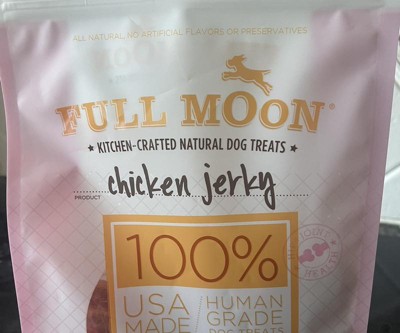 ALL NATURAL, NO ARTIFICIAL FLAVORS OR PRESERVATIVES
FULL MOON®
★ KITCHEN-CRAFTED NATURAL DOG TREATS ★
PRODUCT chicken jerky
100%
USA MADE
HUMAN GRADE
DOG TREATS